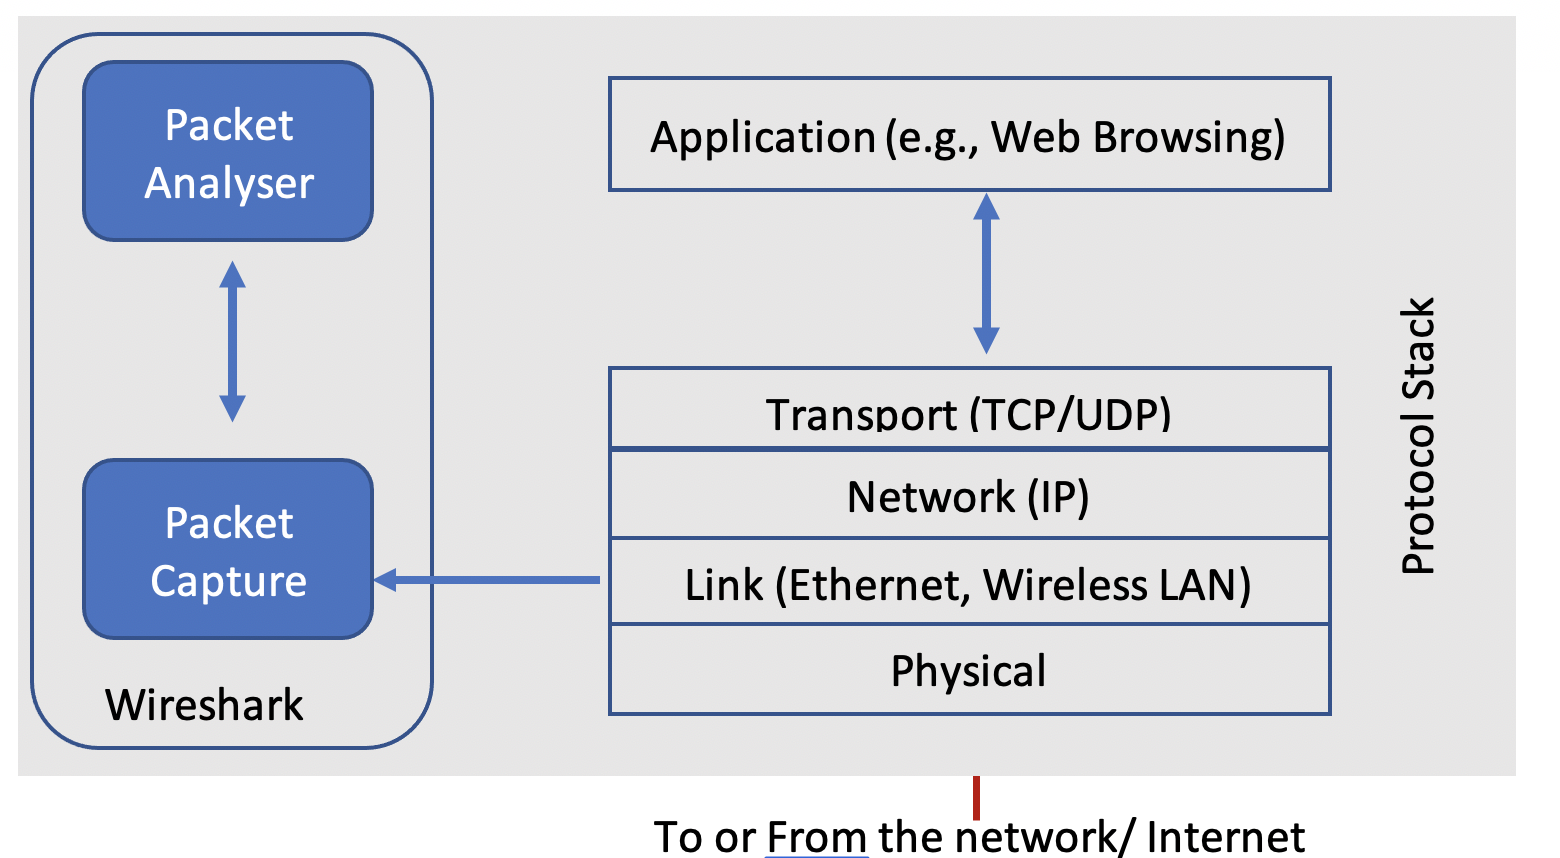 Packet
Analyser
Packet
Capture
Wireshark
Application (e.g., Web Browsing)
Transport (TCP/UDP)
Network (IP)
Link (Ethernet, Wireless LAN)
Physical
Protocol Stack
To or From the network/ Internet